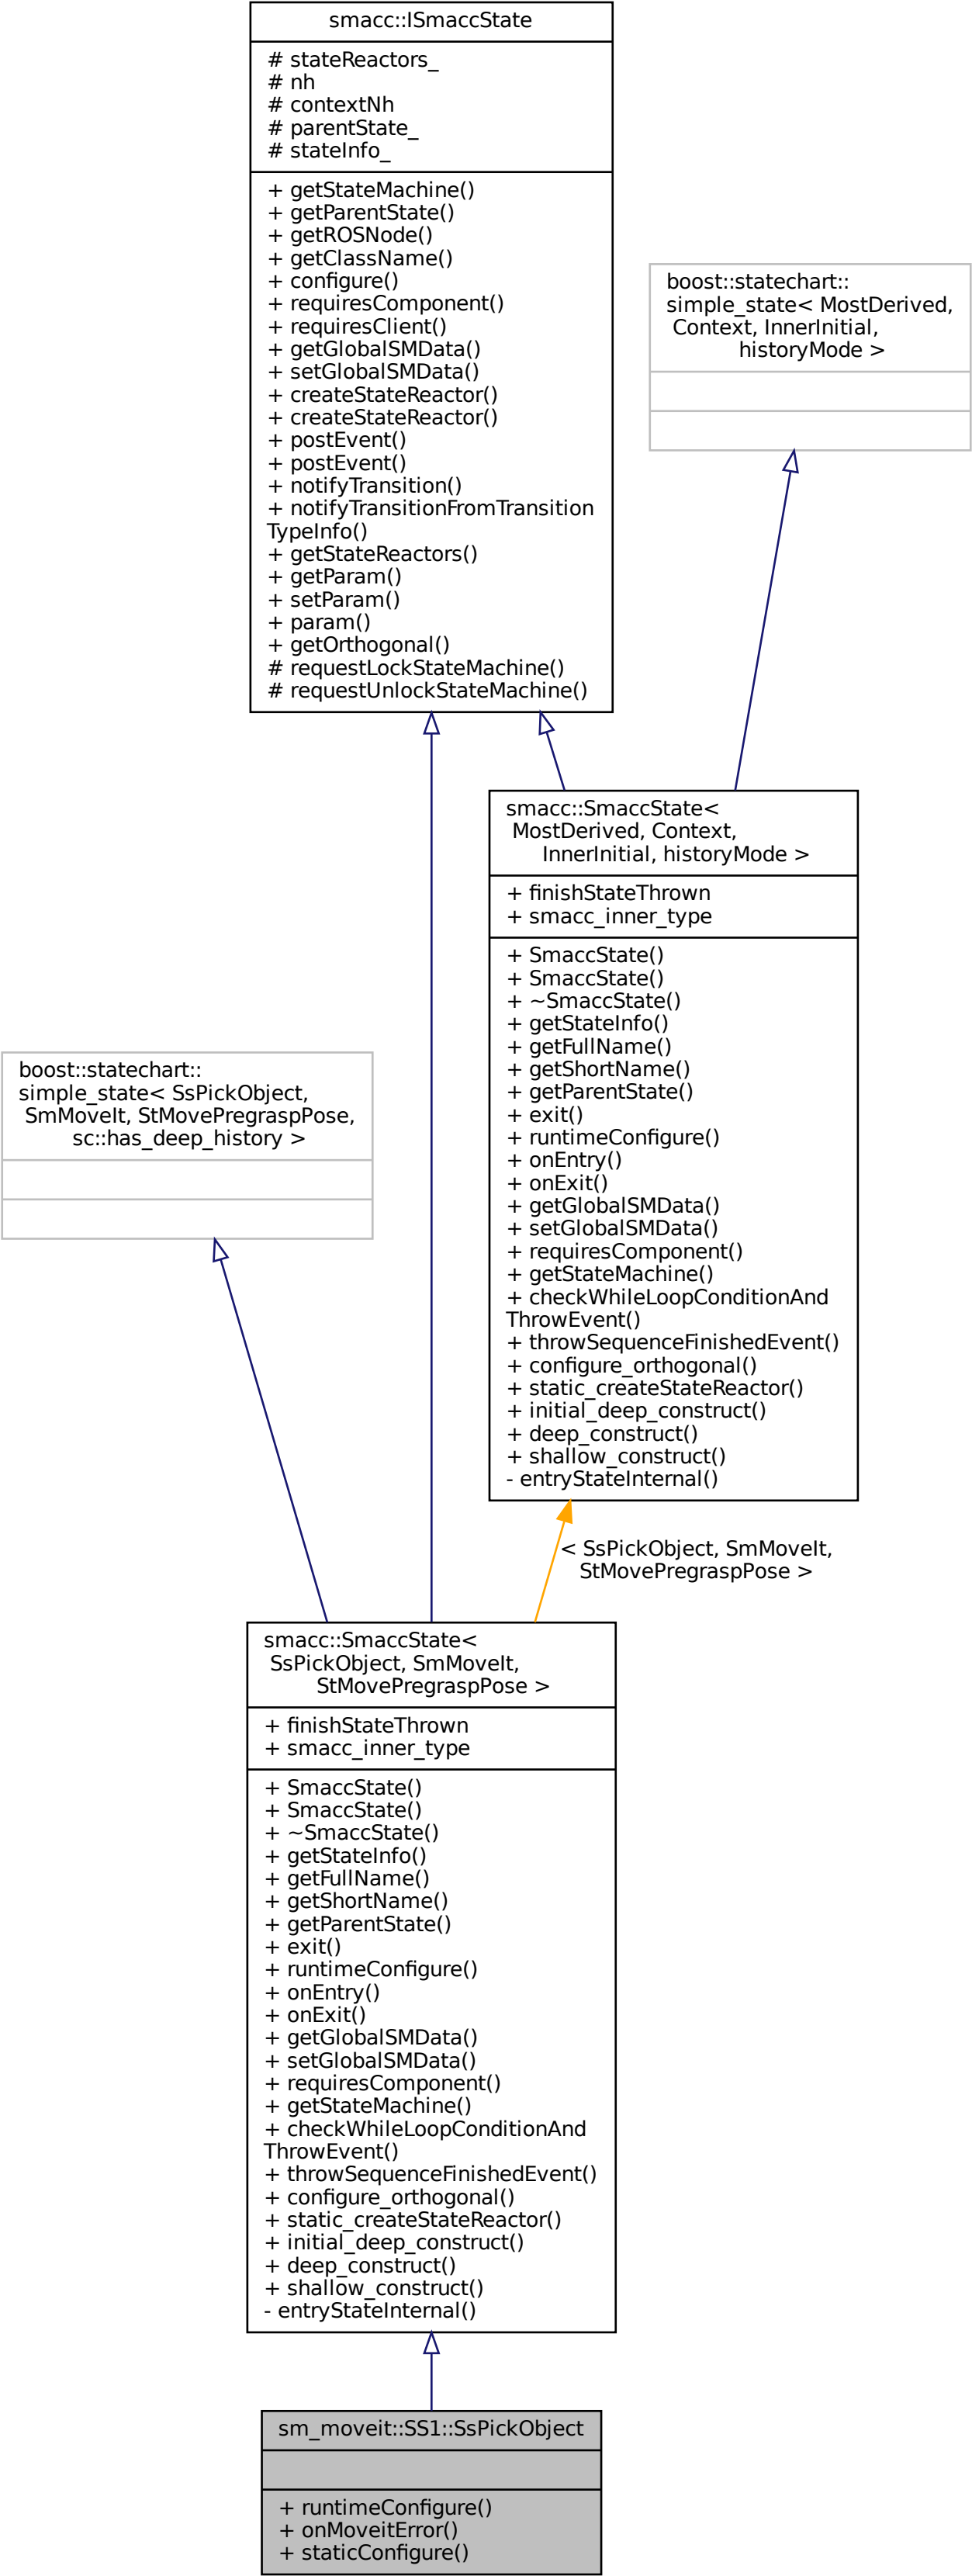 smacc::ISmaccState
# stateReactors_
# nh
# contextNh
# parentState_
# stateInfo_
+ getStateMachine()
+ getParentState()
+ getROSNode()
+ getClassName()
+ configure()
+ requiresComponent()
+ requiresClient()
+ getGlobalSMData()
+ setGlobalSMData()
+ createStateReactor()
+ createStateReactor()
+ postEvent()
+ postEvent()
+ notifyTransition()
+ notifyTransitionFromTransition
TypeInfo()
+ getStateReactors()
+ getParam()
+ setParam()
+ param()
+ getOrthogonal()
# requestLockStateMachine()
# requestUnlockStateMachine()
boost::statechart::
simple_state< MostDerived,
Context, InnerInitial,
historyMode >
smacc::SmaccState<
MostDerived, Context,
InnerInitial, historyMode >
+ finishStateThrown
+ smacc_inner_type
+ SmaccState()
+ SmaccState()
+ ~SmaccState()
+ getStateInfo()
+ getFullName()
+ getShortName()
+ getParentState()
+ exit()
+ runtimeConfigure()
+ onEntry()
+ onExit()
+ getGlobalSMData()
+ setGlobalSMData()
+ requiresComponent()
+ getStateMachine()
+ checkWhileLoopConditionAnd
ThrowEvent()
+ throwSequenceFinishedEvent()
+ configure_orthogonal()
+ static_createStateReactor()
+ initial_deep_construct()
+ deep_construct()
+ shallow_construct()
- entryStateInternal()
boost::statechart::
simple_state< SsPickObject,
SmMoveIt, StMovePregraspPose,
sc::has_deep_history >
< SsPickObject, SmMoveIt,
StMovePregraspPose >
smacc::SmaccState<
SsPickObject, SmMoveIt,
StMovePregraspPose >
+ finishStateThrown
+ smacc_inner_type
+ SmaccState()
+ SmaccState()
+ ~SmaccState()
+ getStateInfo()
+ getFullName()
+ getShortName()
+ getParentState()
+ exit()
+ runtimeConfigure()
+ onEntry()
+ onExit()
+ getGlobalSMData()
+ setGlobalSMData()
+ requiresComponent()
+ getStateMachine()
+ checkWhileLoopConditionAnd
ThrowEvent()
+ throwSequenceFinishedEvent()
+ configure_orthogonal()
+ static_createStateReactor()
+ initial_deep_construct()
+ deep_construct()
+ shallow_construct()
- entryStateInternal()
sm_moveit::SS1::SsPickObject
+ runtimeConfigure()
+ onMoveitError()
+ staticConfigure()